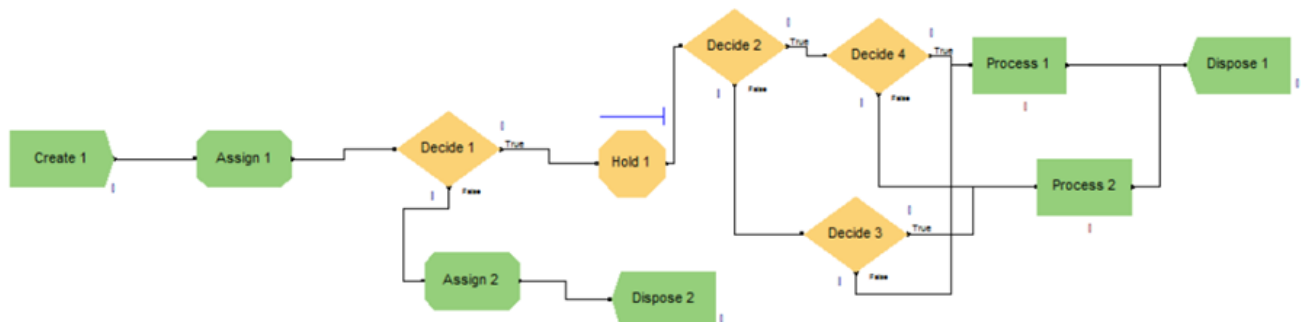 Decide 2
True
Decide 4
True
Process 1
Dispose 1
False
False
Create 1
Assign 1
Decide 1
True
Hold 1
False
Process 2
Decide 3
True
False
Assign 2
Dispose 2